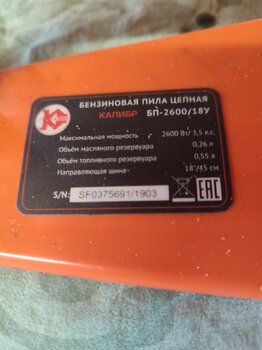 БЕНЗИНОВАЯ ПИЛА ЦЕПНАЯ
КАЛИБР БП-2600/18У
Максимальная мощность 2600 Вт/ 3,5 л.с.
Объём масляного резервуара 0,26 л
Объём топливного резервуара 0,55 л
Направляющая шина 18"/45 см
S/N: SF0375691/1903
EAC